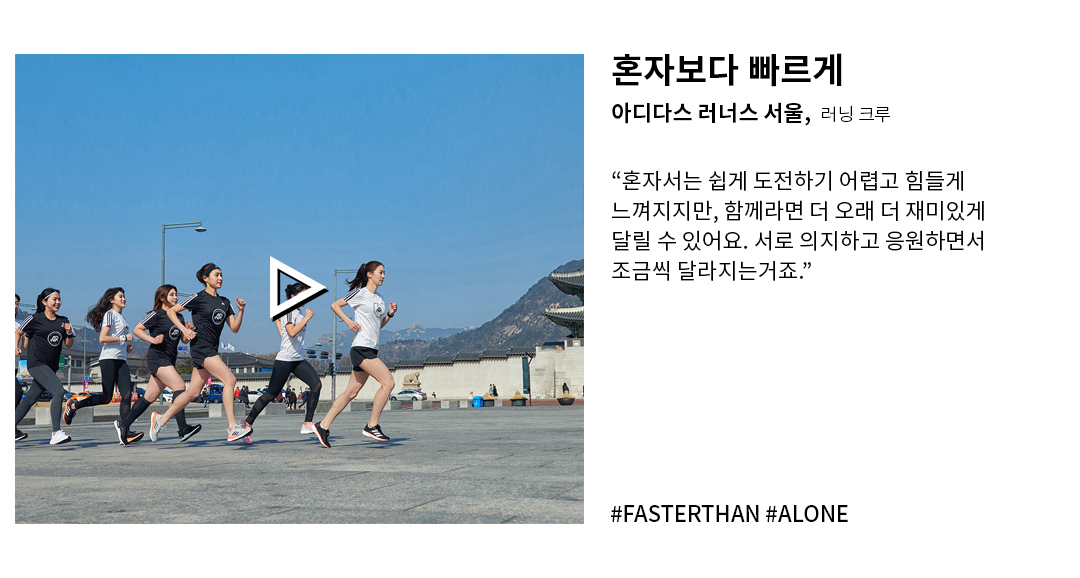 혼자보다 빠르게
아디다스 러너스 서울, 러닝 크루
“혼자서는 쉽게 도전하기 어렵고 힘들게
느껴지지만, 함께라면 더 오래 더 재미있게
달릴 수 있어요. 서로 의지하고 응원하면서
조금씩 달라지는거죠.”
#FASTERTHAN #ALONE